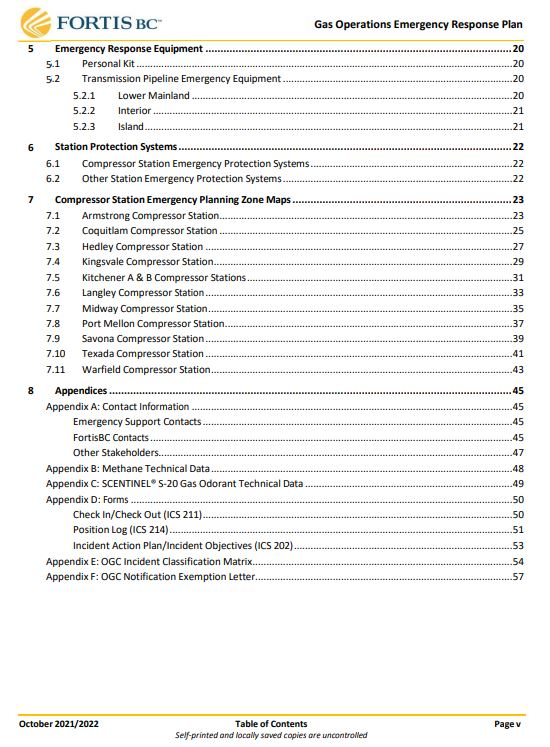 FORTIS BC™
Gas Operations Emergency Response Plan
5 Emergency Response Equipment ........ 20
5.1 Personal Kit ........ 20
5.2 Transmission Pipeline Emergency Equipment ........ 20
5.2.1 Lower Mainland ........ 20
5.2.2 Interior ........ 21
5.2.3 Island ........ 21
6 Station Protection Systems ........ 22
6.1 Compressor Station Emergency Protection Systems ........ 22
6.2 Other Station Emergency Protection Systems ........ 22
7 Compressor Station Emergency Planning Zone Maps ........ 23
7.1 Armstrong Compressor Station ........ 23
7.2 Coquitlam Compressor Station ........ 25
7.3 Hedley Compressor Station ........ 27
7.4 Kingsvale Compressor Station ........ 29
7.5 Kitchener A & B Compressor Stations ........ 31
7.6 Langley Compressor Station ........ 33
7.7 Midway Compressor Station ........ 35
7.8 Port Mellon Compressor Station ........ 37
7.9 Savona Compressor Station ........ 39
7.10 Texada Compressor Station ........ 41
7.11 Warfield Compressor Station ........ 43
8 Appendices ........ 45
Appendix A: Contact Information ........ 45
Emergency Support Contacts ........ 45
FortisBC Contacts ........ 45
Other Stakeholders ........ 47
Appendix B: Methane Technical Data ........ 48
Appendix C: SCENTINEL® S-20 Gas Odorant Technical Data ........ 49
Appendix D: Forms ........ 50
Check In/Check Out (ICS 211) ........ 50
Position Log (ICS 214) ........ 51
Incident Action Plan/Incident Objectives (ICS 202) ........ 53
Appendix E: OGC Incident Classification Matrix ........ 54
Appendix F: OGC Notification Exemption Letter ........ 57
October 2021/2022 Table of Contents Page v
Self-printed and locally saved copies are uncontrolled